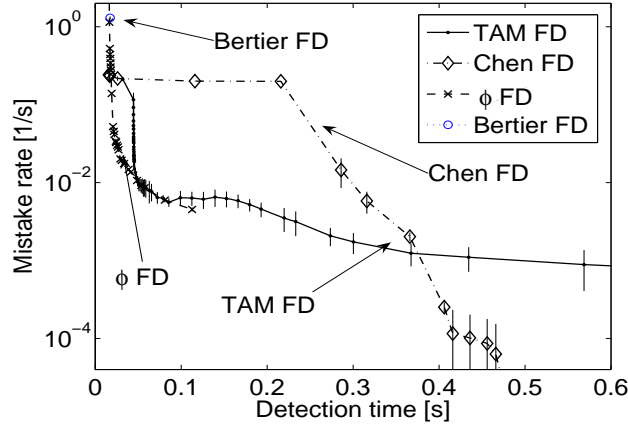 10^0
10^-2
10^-4
Mistake rate [1/s]
Bertier FD
TAM FD
Chen FD
ϕ FD
Bertier FD
Chen FD
ϕ FD
TAM FD
0 0.1 0.2 0.3 0.4 0.5 0.6
Detection time [s]